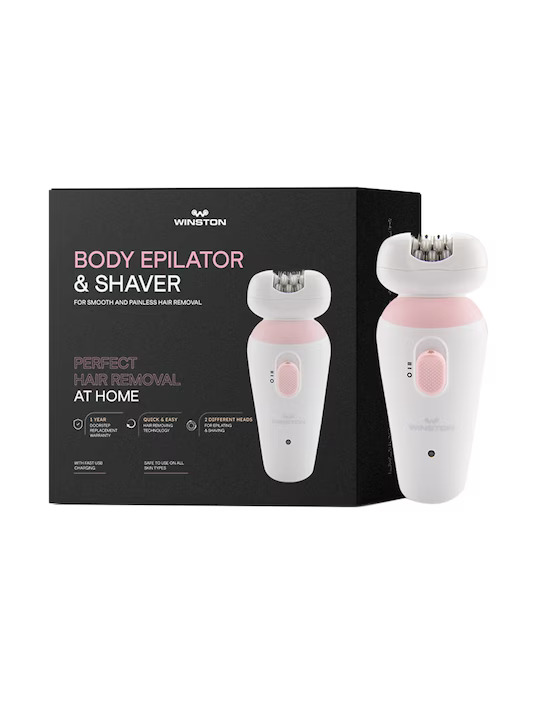 WINSTON
BODY EPILATOR
& SHAVER
FOR SMOOTH AND PAINLESS HAIR REMOVAL
PERFECT
HAIR REMOVAL
AT HOME
1 YEAR
DOORSTEP
REPLACEMENT
WARRANTY
QUICK & EASY
HAIR REMOVING
TECHNOLOGY
2 DIFFERENT HEADS
FOR EPILATING
& SHAVING
WITH FAST USB
CHARGING
SAFE TO USE ON ALL
SKIN TYPES
WINSTON
WINSTON